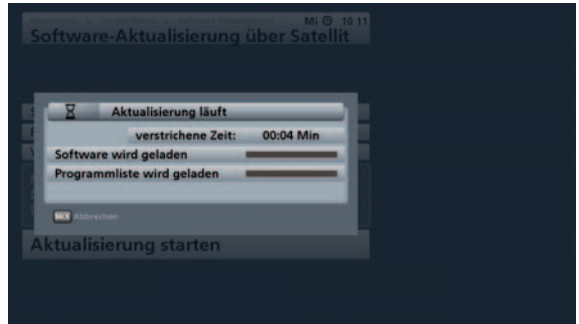 Mi 10 11
Software-Aktualisierung über Satellit
Aktualisierung läuft
verstrichene Zeit: 00:04 Min
Software wird geladen
Programmliste wird geladen
BACK Abbrechen
Aktualisierung starten